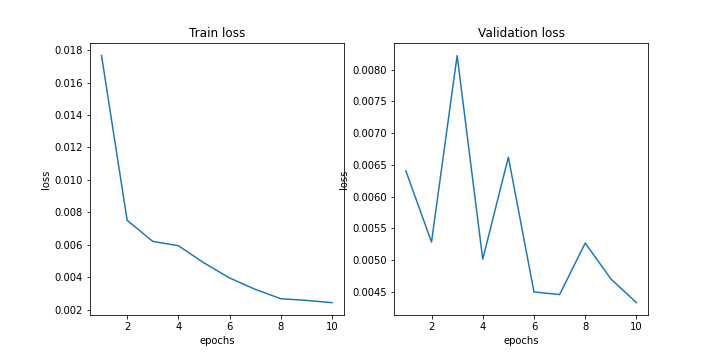 Train loss
0.018
0.016
0.014
0.012
0.010
0.008
0.006
0.004
0.002
loss
2 4 6 8 10
epochs
Validation loss
0.0080
0.0075
0.0070
0.0065
0.0060
0.0055
0.0050
0.0045
loss
2 4 6 8 10
epochs